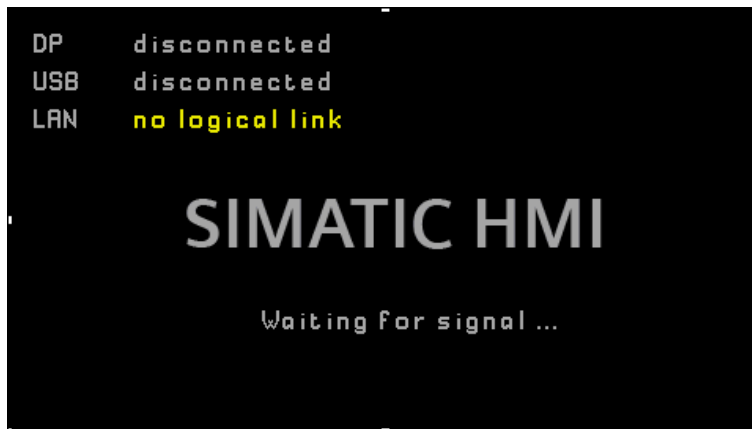 DP disconnected
USB disconnected
LAN no logical link
SIMATIC HMI
Waiting for signal ...